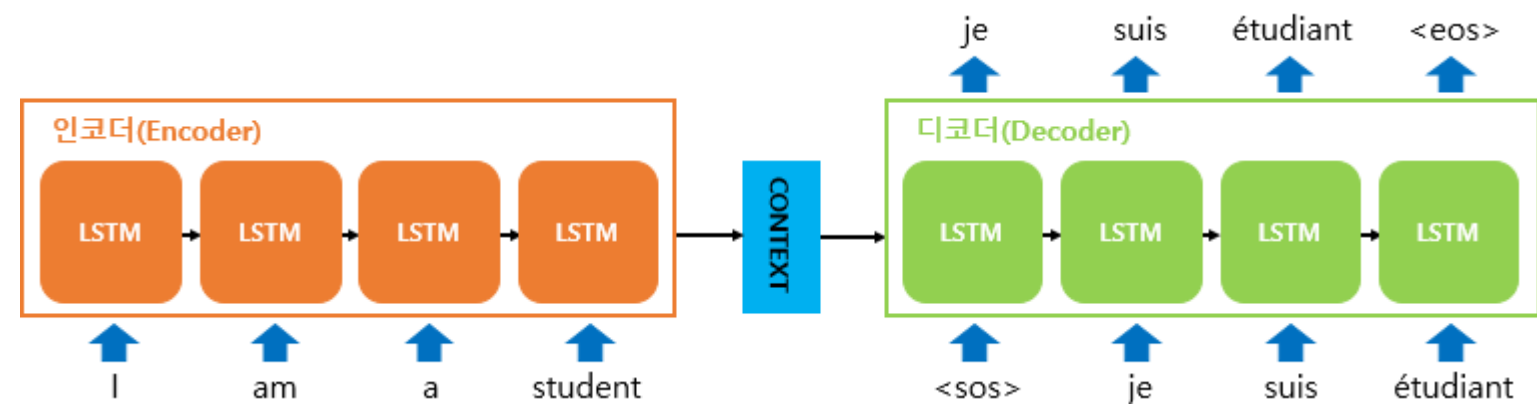 je suis étudiant <eos>
인코더(Encoder)
디코더(Decoder)
LSTM LSTM LSTM LSTM
CONTEXT
LSTM LSTM LSTM LSTM
I am a student
<sos> je suis étudiant